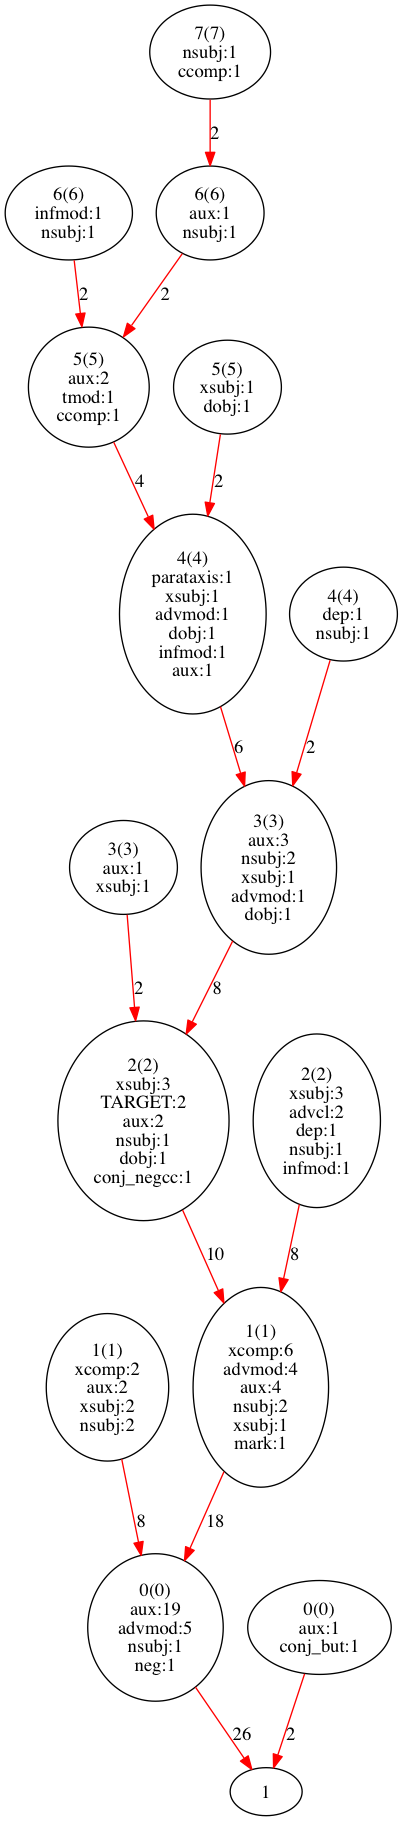 7(7)
nsubj:1
ccomp:1
2
6(6)
infmod:1
nsubj:1
6(6)
aux:1
nsubj:1
2
2
5(5)
aux:2
tmod:1
ccomp:1
5(5)
xsubj:1
dobj:1
4
2
4(4)
parataxis:1
xsubj:1
advmod:1
dobj:1
infmod:1
aux:1
4(4)
dep:1
nsubj:1
6
2
3(3)
aux:1
xsubj:1
3(3)
aux:3
nsubj:2
xsubj:1
advmod:1
dobj:1
2
8
2(2)
xsubj:3
TARGET:2
aux:2
nsubj:1
dobj:1
conj_negcc:1
2(2)
xsubj:3
advcl:2
dep:1
nsubj:1
infmod:1
10
8
1(1)
xcomp:2
aux:2
xsubj:2
nsubj:2
1(1)
xcomp:6
advmod:4
aux:4
nsubj:2
xsubj:1
mark:1
8
18
0(0)
aux:19
advmod:5
nsubj:1
neg:1
0(0)
aux:1
conj_but:1
26
2
1